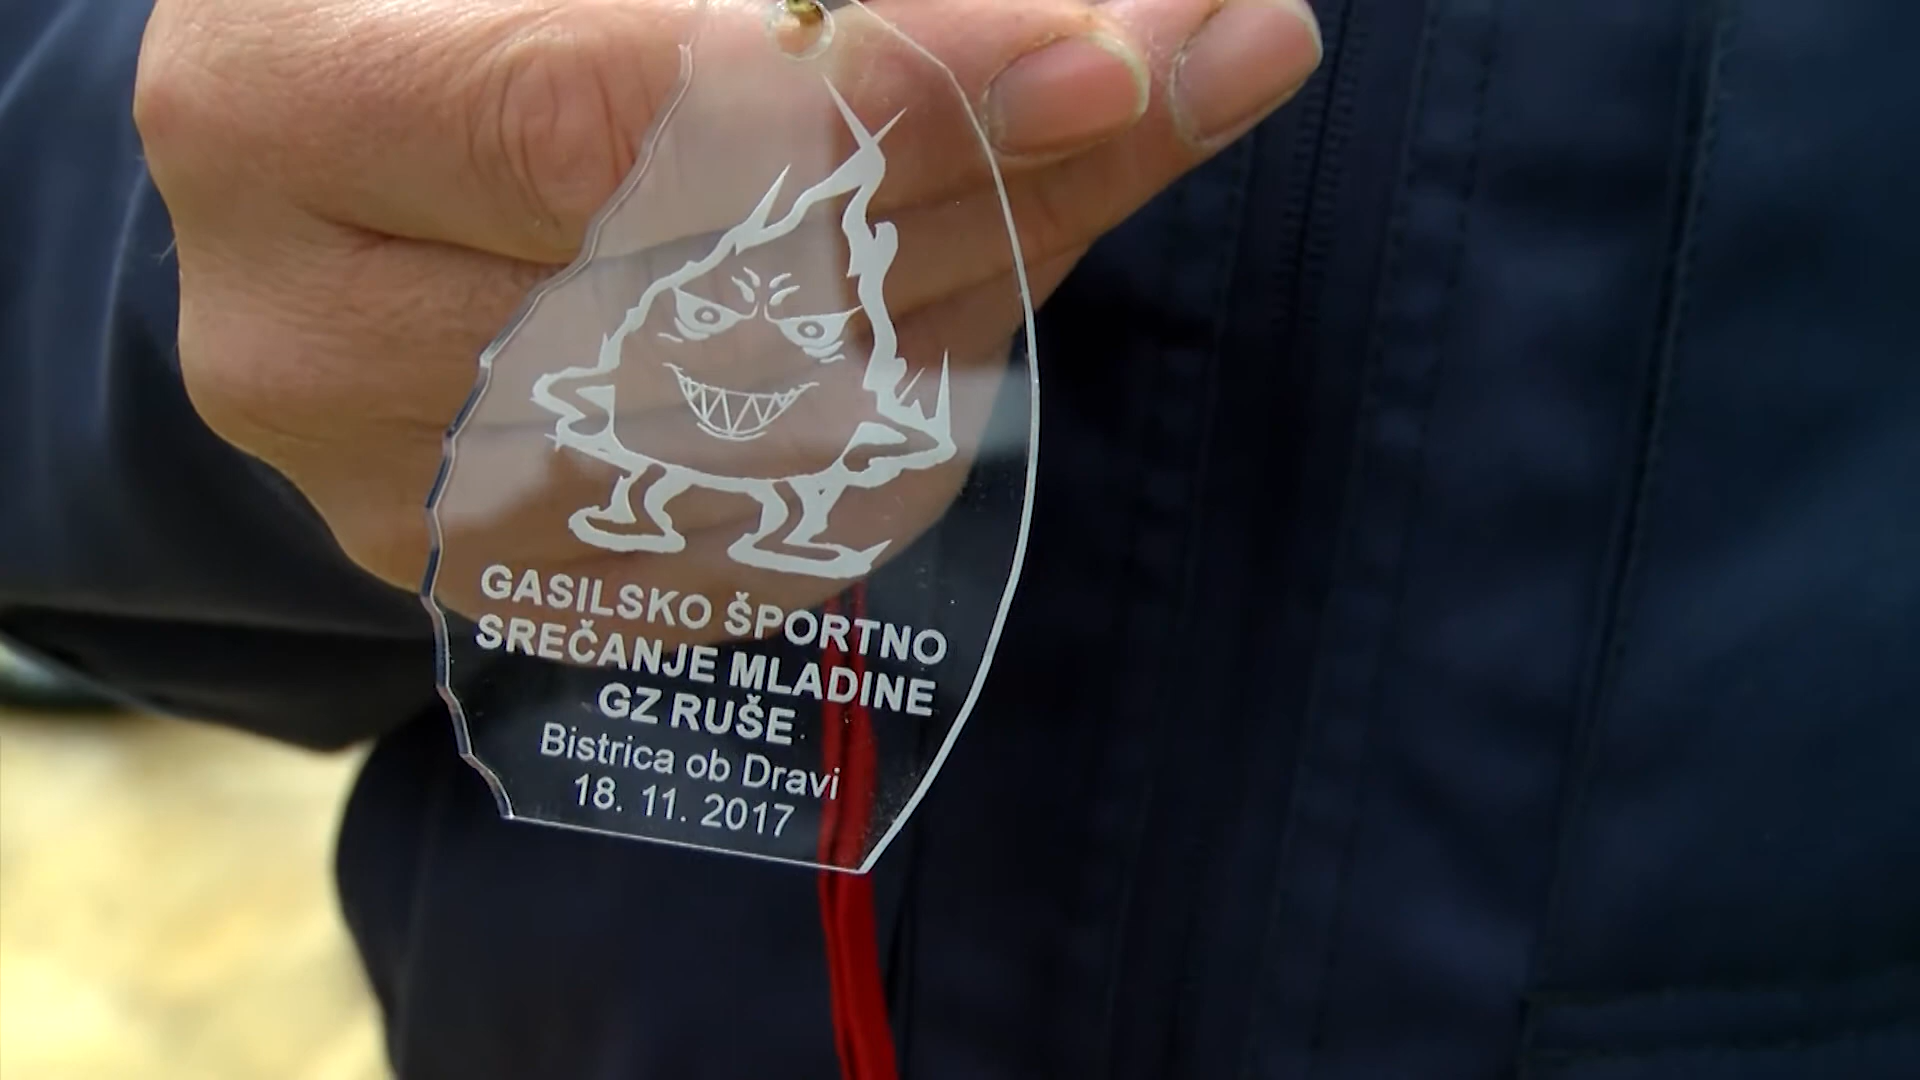 GASILSKO ŠPORTNO
SREČANJE MLADINE
GZ RUŠE
Bistrica ob Dravi
18. 11. 2017